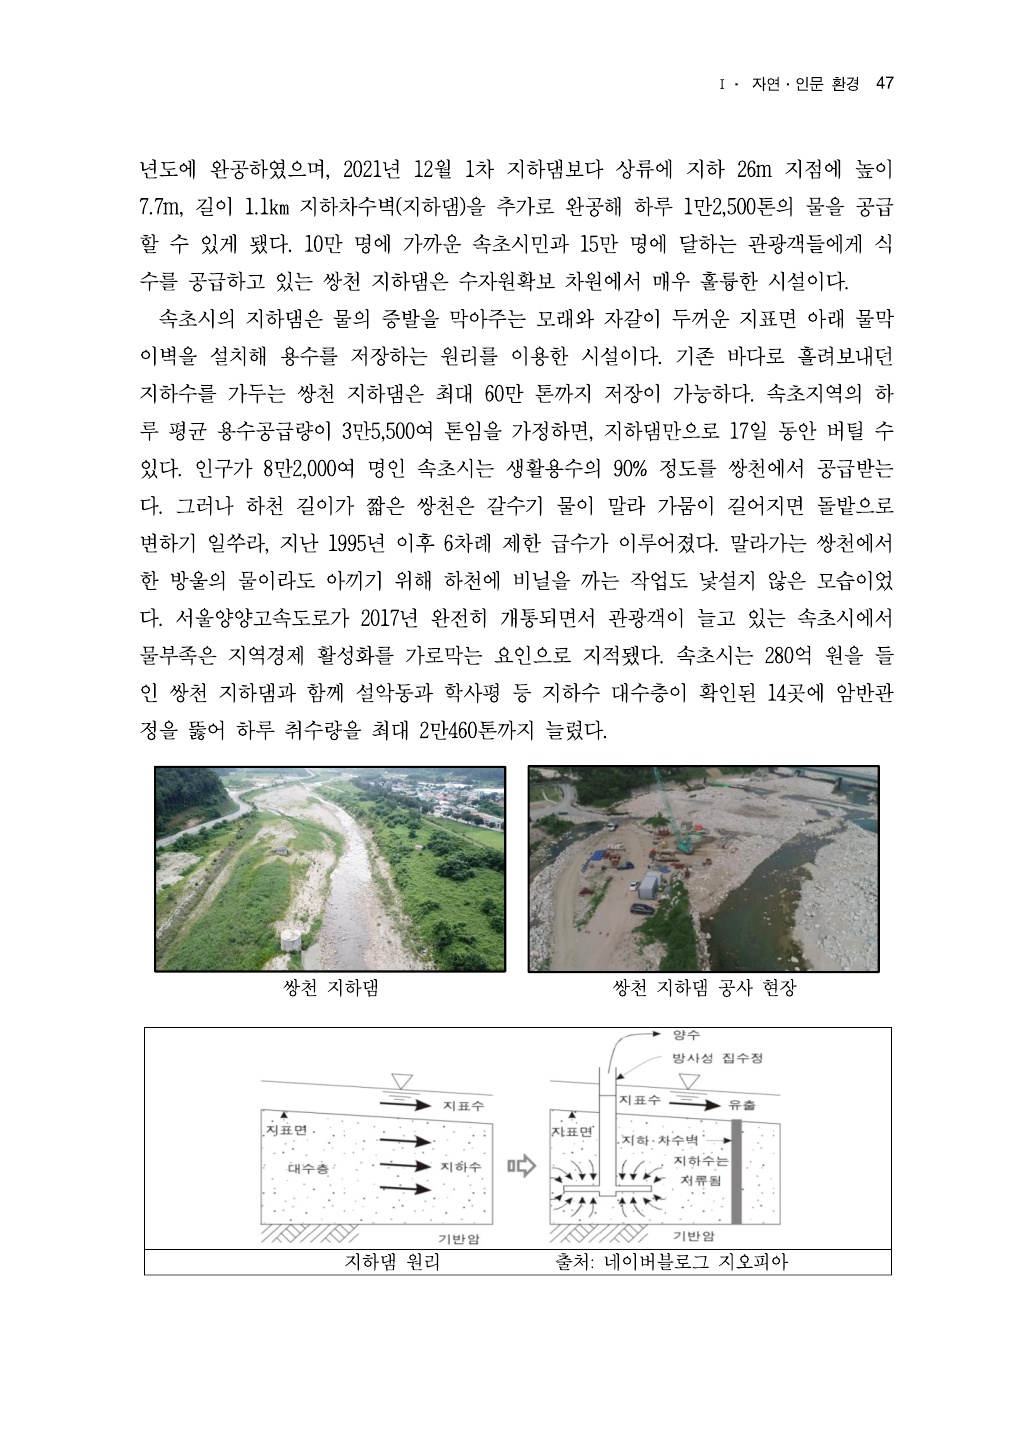 I · 자연·인문 환경 47
년도에 완공하였으며, 2021년 12월 1차 지하댐보다 상류에 지하 26m 지점에 높이
7.7m, 길이 1.1km 지하차수벽(지하댐)을 추가로 완공해 하루 1만2,500톤의 물을 공급
할 수 있게 됐다. 10만 명에 가까운 속초시민과 15만 명에 달하는 관광객들에게 식
수를 공급하고 있는 쌍천 지하댐은 수자원확보 차원에서 매우 훌륭한 시설이다.
속초시의 지하댐은 물의 증발을 막아주는 모래와 자갈이 두꺼운 지표면 아래 물막
이벽을 설치해 용수를 저장하는 원리를 이용한 시설이다. 기존 바다로 흘려보내던
지하수를 가두는 쌍천 지하댐은 최대 60만 톤까지 저장이 가능하다. 속초지역의 하
루 평균 용수공급량이 3만5,500여 톤임을 가정하면, 지하댐만으로 17일 동안 버틸 수
있다. 인구가 8만2,000여 명인 속초시는 생활용수의 90% 정도를 쌍천에서 공급받는
다. 그러나 하천 길이가 짧은 쌍천은 갈수기 물이 말라 가뭄이 길어지면 돌밭으로
변하기 일쑤라, 지난 1995년 이후 6차례 제한 급수가 이루어졌다. 말라가는 쌍천에서
한 방울의 물이라도 아끼기 위해 하천에 비닐을 까는 작업도 낯설지 않은 모습이었
다. 서울양양고속도로가 2017년 완전히 개통되면서 관광객이 늘고 있는 속초시에서
물부족은 지역경제 활성화를 가로막는 요인으로 지적됐다. 속초시는 280억 원을 들
인 쌍천 지하댐과 함께 설악동과 학사평 등 지하수 대수층이 확인된 14곳에 암반관
정을 뚫어 하루 취수량을 최대 2만460톤까지 늘렸다.
쌍천 지하댐 쌍천 지하댐 공사 현장
양수
방사성 집수정
지표수 지표수 유출
지표면 지표면 지하 차수벽
대수층 지하수 지하수는
저류됨
기반암 기반암
지하댐 원리 출처: 네이버블로그 지오피아